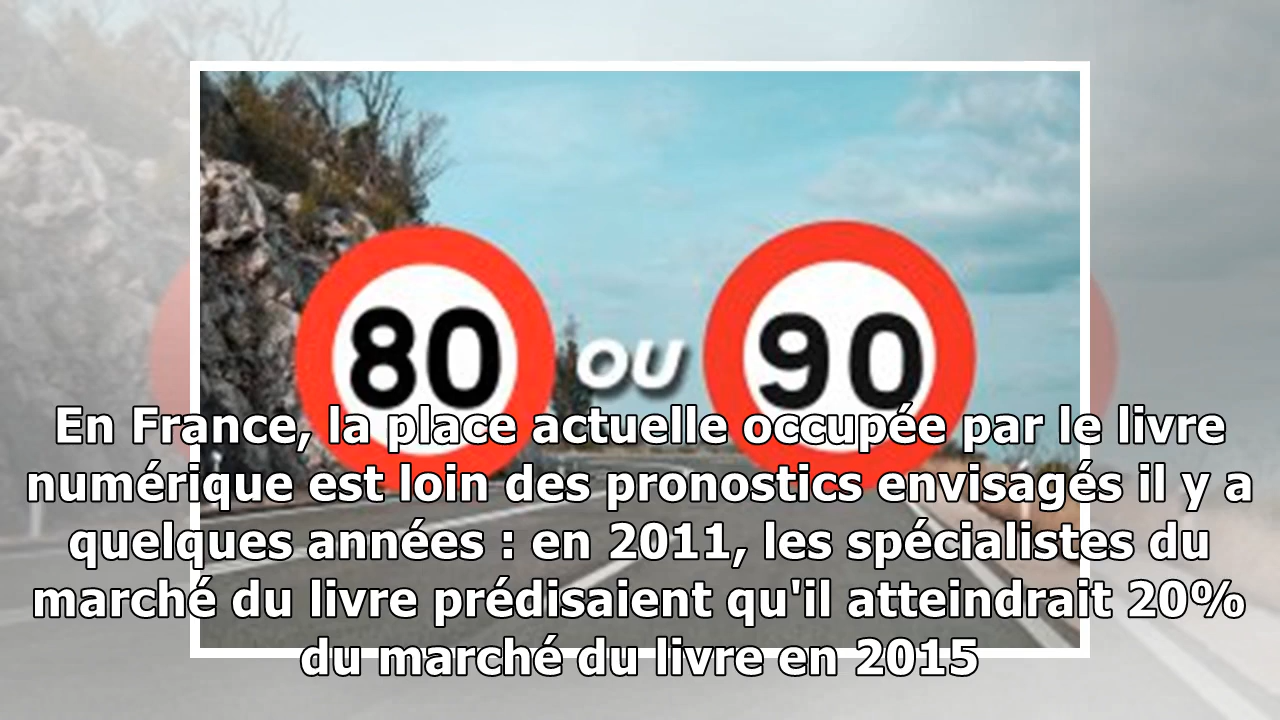 80 OU 90
En France, la place actuelle occupée par le livre
numérique est loin des pronostics envisagés il y a
quelques années : en 2011, les spécialistes du
marché du livre prédisaient qu'il atteindrait 20%
du marché du livre en 2015